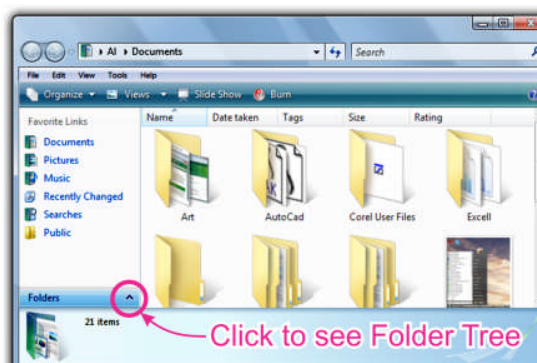 Al Documents Search
File Edit View Tools Help
Organize Views Slide Show Burn
Favorite Links
Name Date taken Tags Size Rating
Documents
Pictures
Music
Recently Changed
Searches
Public
Art AutoCad Corel User Files Excell
Folders
21 items
Click to see Folder Tree